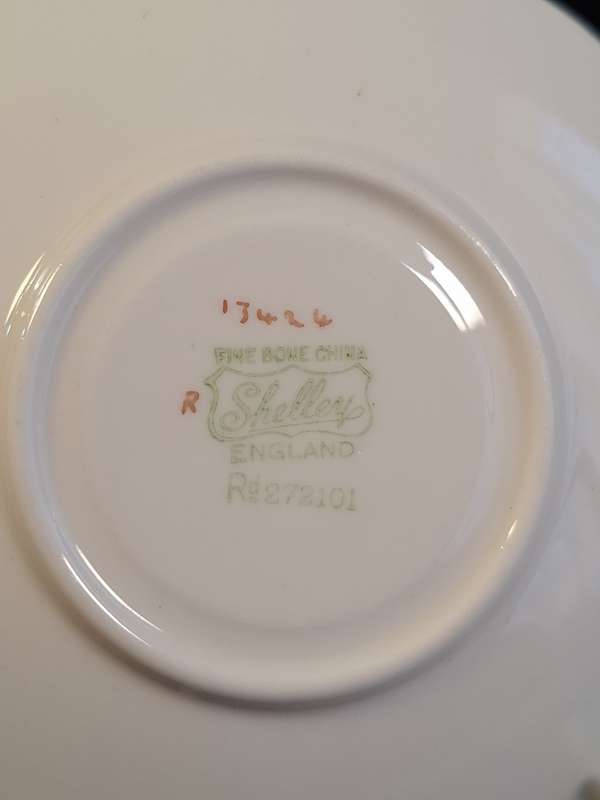 13424
FINE BONE CHINA
R
Shelley
ENGLAND
Rd 272101